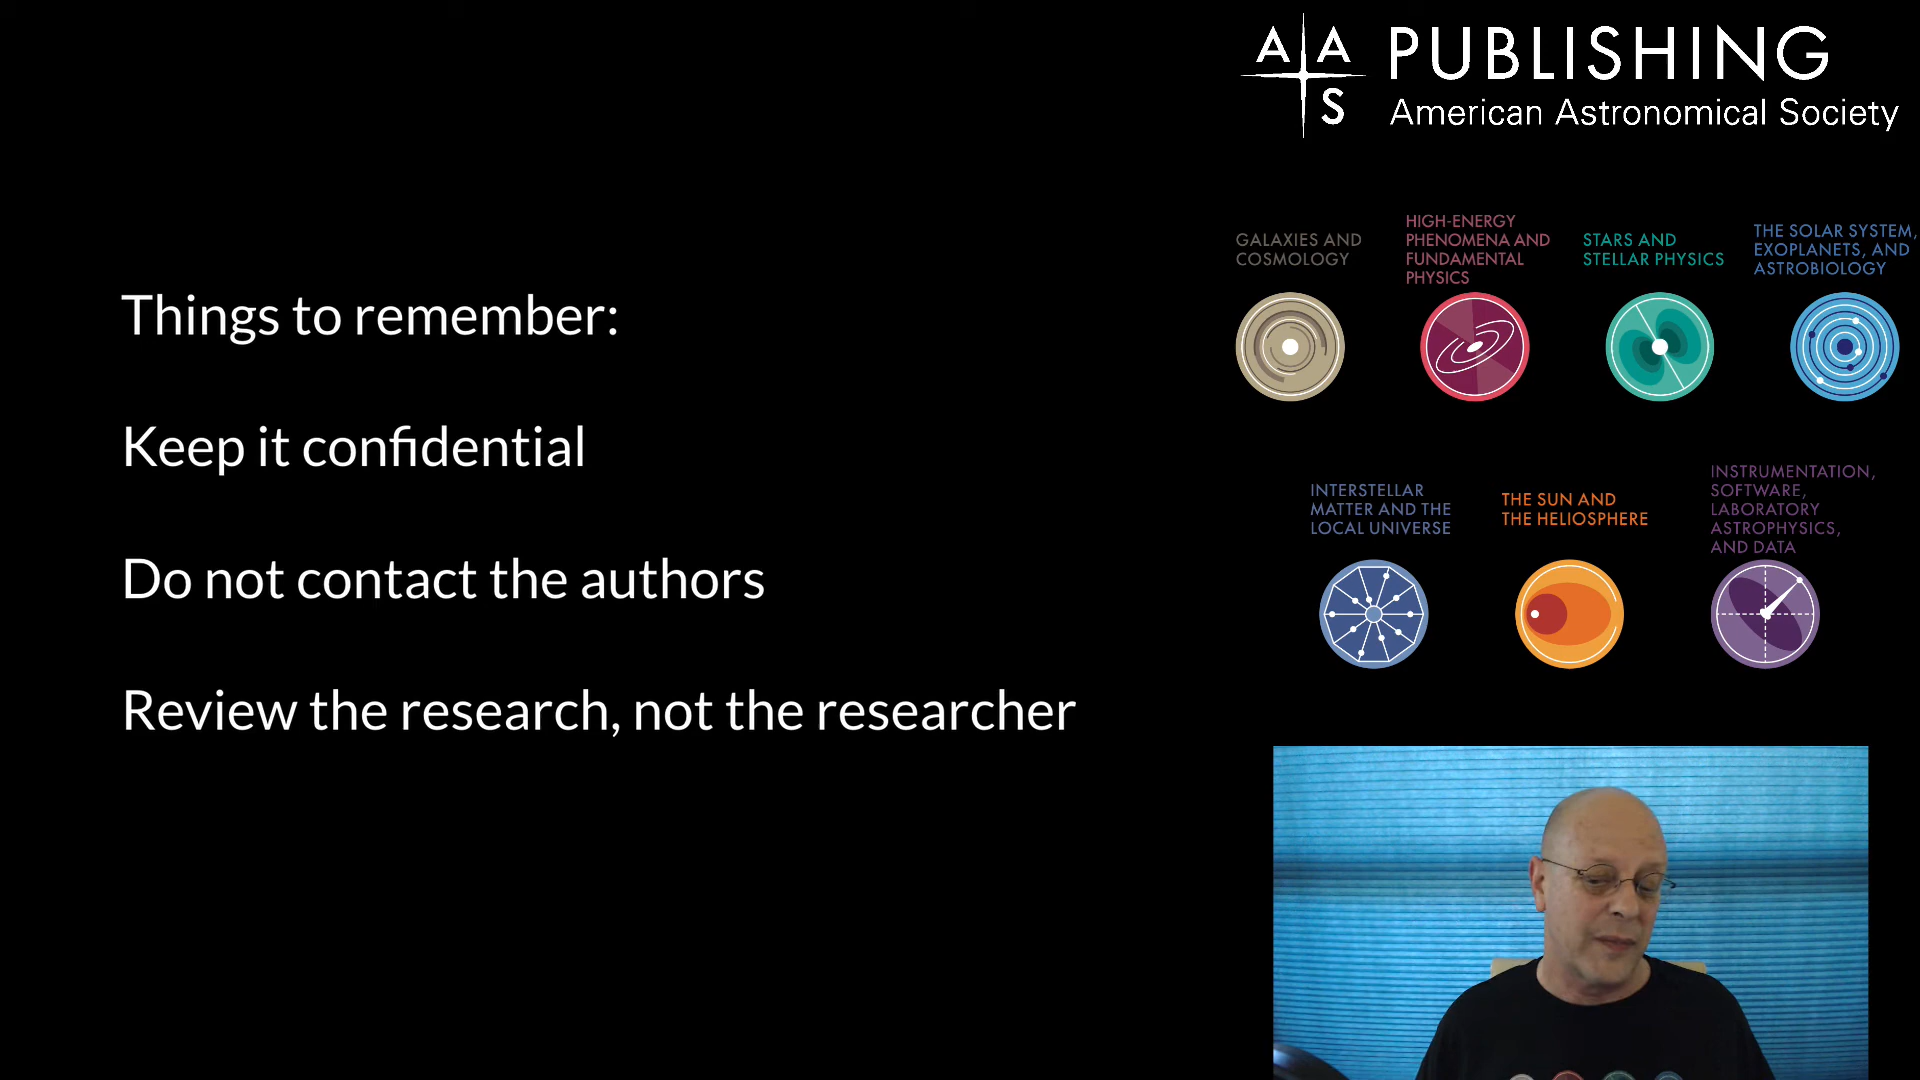 A A
S
PUBLISHING
American Astronomical Society
Things to remember:
Keep it confidential
Do not contact the authors
Review the research, not the researcher
GALAXIES AND
COSMOLOGY
HIGH-ENERGY
PHENOMENA AND
FUNDAMENTAL
PHYSICS
STARS AND
STELLAR PHYSICS
THE SOLAR SYSTEM,
EXOPLANETS, AND
ASTROBIOLOGY
INTERSTELLAR
MATTER AND THE
LOCAL UNIVERSE
THE SUN AND
THE HELIOSPHERE
INSTRUMENTATION,
SOFTWARE,
LABORATORY
ASTROPHYSICS,
AND DATA